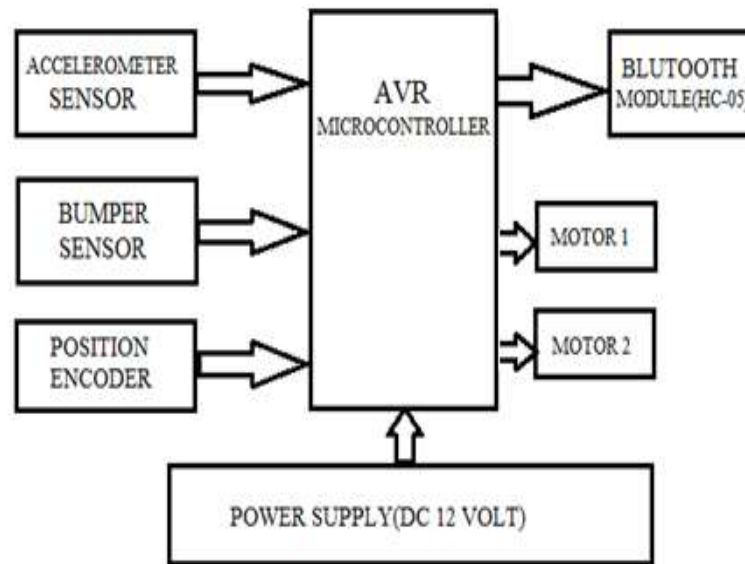 ACCELEROMETER
SENSOR
AVR
MICROCONTROLLER
BLUTOOTH
MODULE(HC-05)
BUMPER
SENSOR
MOTOR 1
POSITION
ENCODER
MOTOR 2
POWER SUPPLY(DC 12 VOLT)